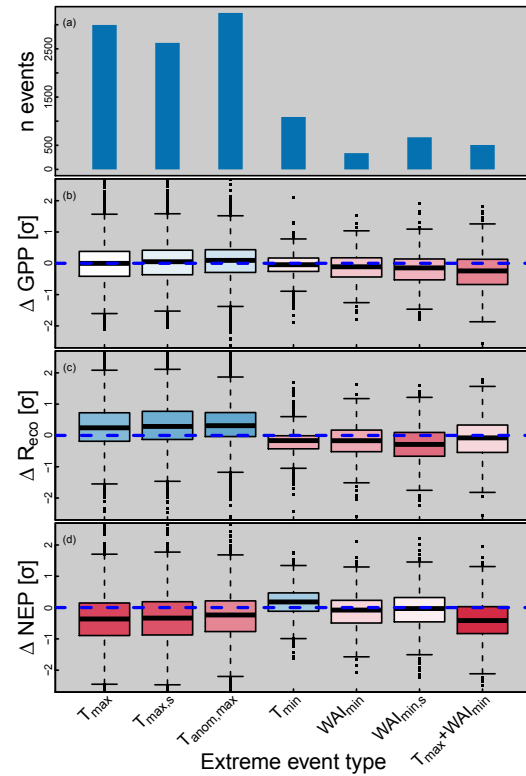 (a)
n events
0 500 1500 2500
(b)
Δ GPP [σ]
-2 -1 0 1 2
(c)
Δ Reco [σ]
-2 -1 0 1 2
(d)
Δ NEP [σ]
-2 -1 0 1 2
Tmax
Tmax,s
Tanom,max
Tmin
WAImin
WAImin,s
Tmax+WAImin
Extreme event type